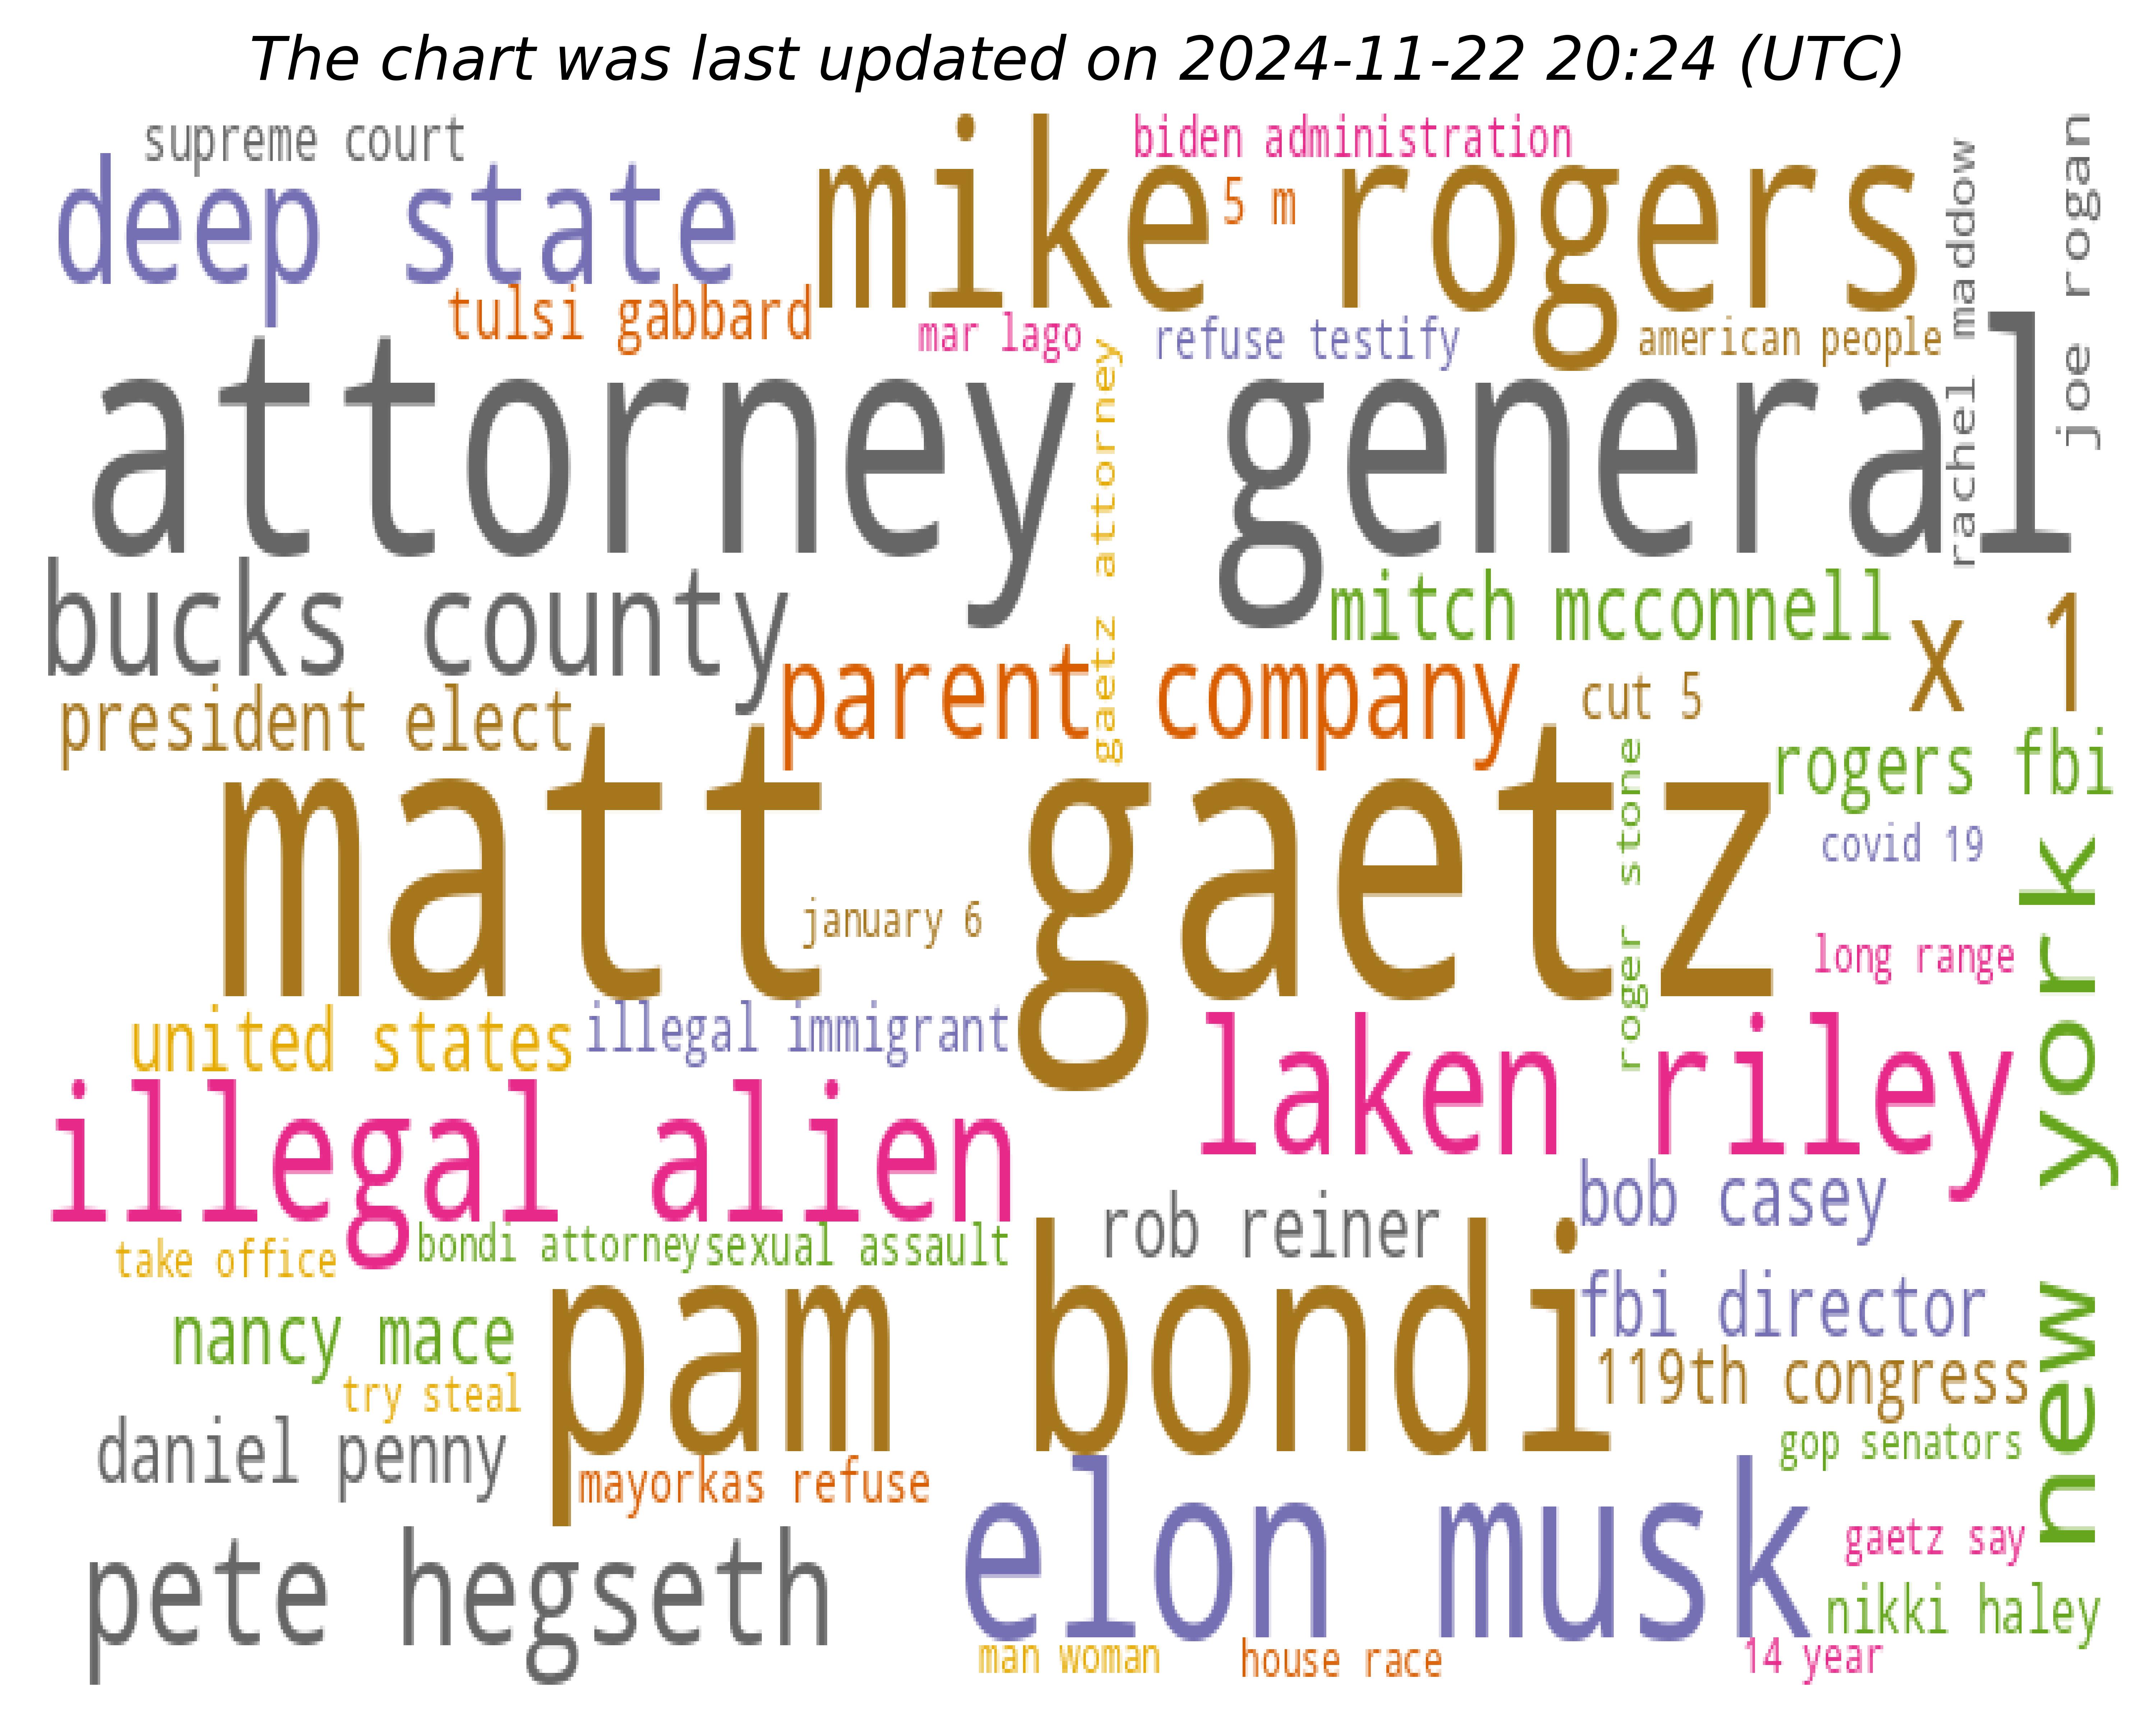 The chart was last updated on 2024-11-22 20:24 (UTC)
supreme court
biden administration
deep state
mike rogers
5 m
rachel maddow
joe rogan
tulsi gabbard
mar lago
refuse testify
american people
attorney general
gaetz attorney
bucks county
mitch mcconnell
x 1
parent company
cut 5
president elect
rogers fbi
matt gaetz
roger stone
covid 19
new york
january 6
long range
united states
illegal immigrant
laken riley
illegal alien
bob casey
rob reiner
take office
bondi attorney
sexual assault
pam bondi
fbi director
nancy mace
119th congress
try steal
daniel penny
gop senators
mayorkas refuse
elon musk
gaetz say
pete hegseth
nikki haley
man woman
house race
14 year